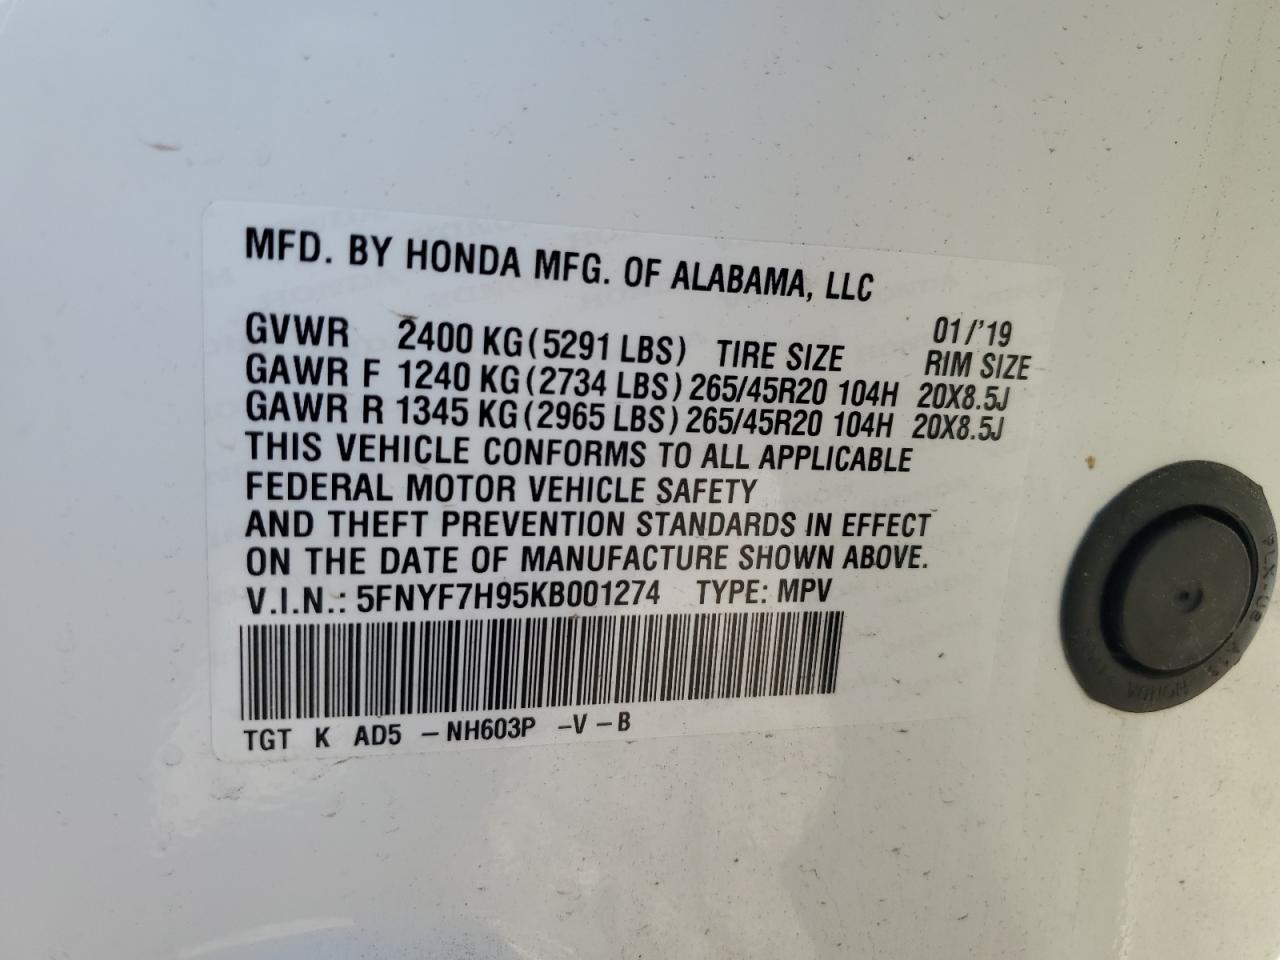 MFD. BY HONDA MFG. OF ALABAMA, LLC
01/'19
GVWR 2400 KG (5291 LBS) TIRE SIZE RIM SIZE
GAWR F 1240 KG (2734 LBS) 265/45R20 104H 20X8.5J
GAWR R 1345 KG (2965 LBS) 265/45R20 104H 20X8.5J
THIS VEHICLE CONFORMS TO ALL APPLICABLE
FEDERAL MOTOR VEHICLE SAFETY
AND THEFT PREVENTION STANDARDS IN EFFECT
ON THE DATE OF MANUFACTURE SHOWN ABOVE.
V.I.N.: 5FNYF7H95KB001274 TYPE: MPV
TGT K AD5 -NH603P -V-B